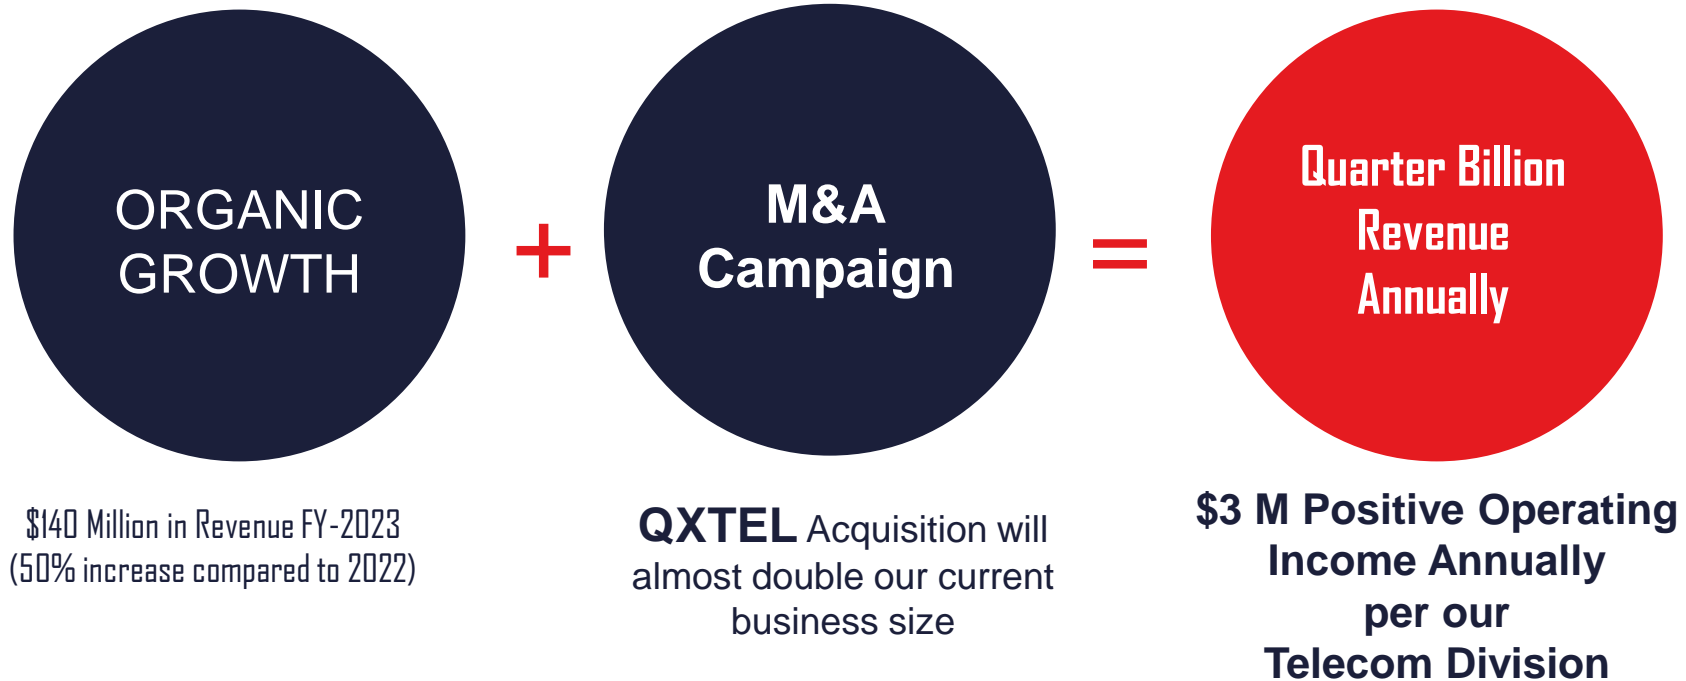 ORGANIC
GROWTH
+
M&A
Campaign
=
Quarter Billion
Revenue
Annually
$140 Million in Revenue FY-2023
(50% increase compared to 2022)
QXTEL Acquisition will
almost double our current
business size
$3 M Positive Operating
Income Annually
per our
Telecom Division